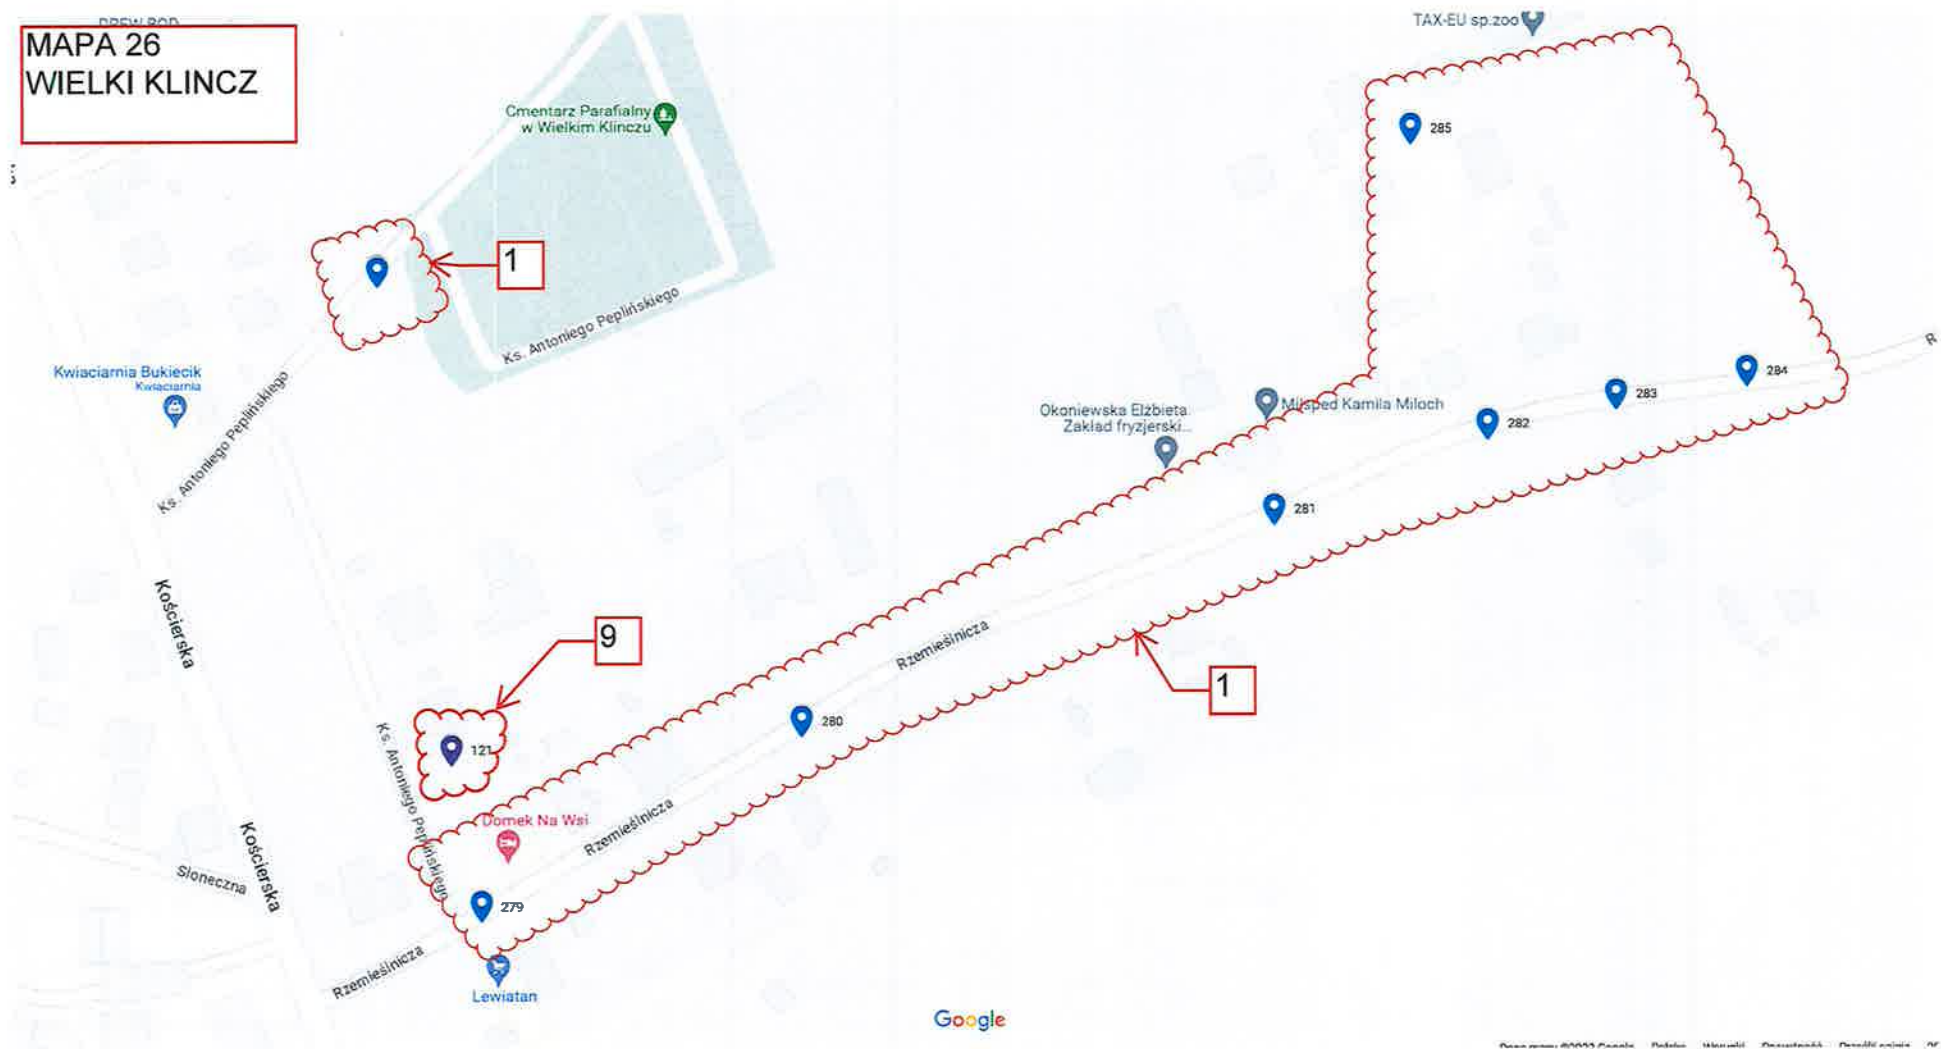 MAPA 26
WIELKI KLINCZ
TAX-EU sp.zoo
Cmentarz Parafialny
w Wielkim Klinczu
285
1
Ks. Antoniego Peplińskiego
Kwiaciarnia Bukiecik
Kwiaciarnia
Ks. Antoniego Peplińskiego
284
283
282
Okoniewska Elżbieta.
Zakład fryzjerski...
Milsped Kamila Miloch
R
281
Kościerska
9
Rzemieślnicza
1
280
121
Ks. Antoniego Peplińskiego
Domek Na Wsi
Rzemieślnicza
Kościerska
Słoneczna
279
Rzemieślnicza
Lewiatan
Google